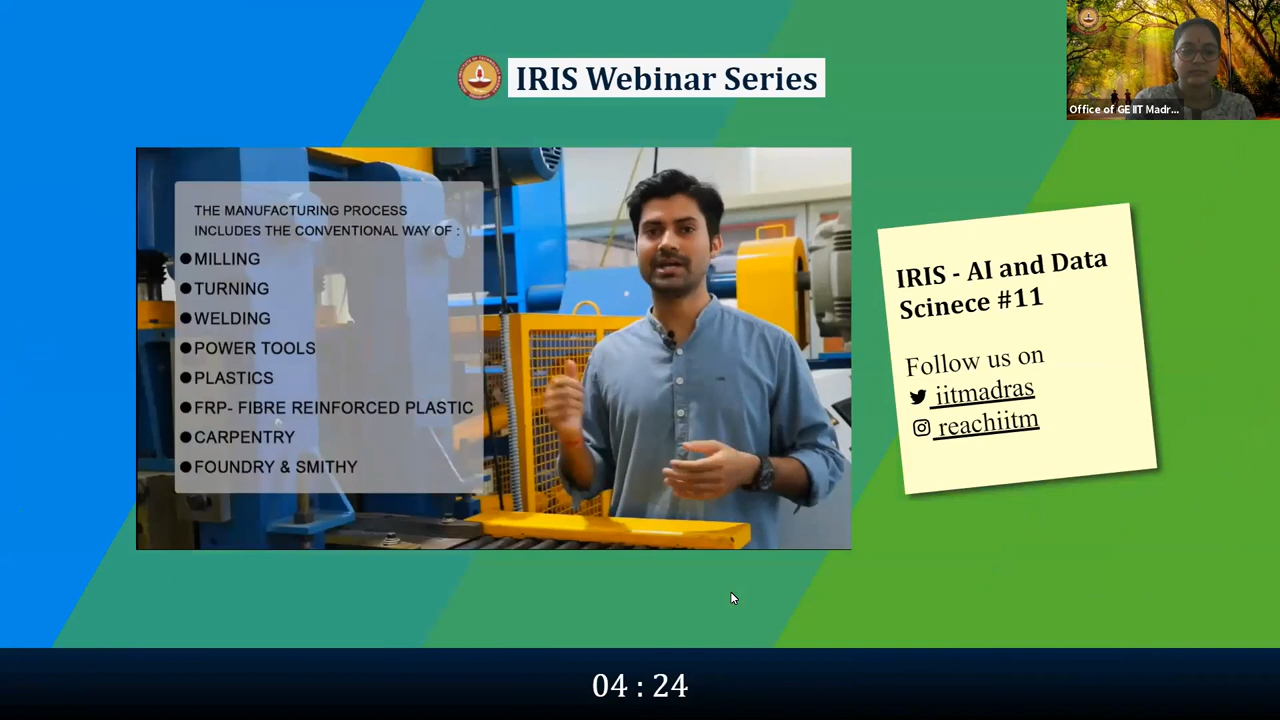 IRIS Webinar Series
Office of GE IIT Madr...
THE MANUFACTURING PROCESS
INCLUDES THE CONVENTIONAL WAY OF :
●MILLING
●TURNING
●WELDING
●POWER TOOLS
●PLASTICS
●FRP- FIBRE REINFORCED PLASTIC
●CARPENTRY
●FOUNDRY & SMITHY
IRIS - AI and Data
Scinece #11
Follow us on
iitmadras
reachiitm
04 : 24